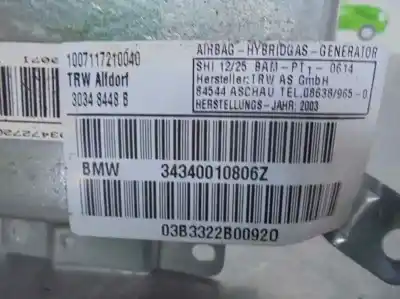 1007117210040
TRW Alfdorf
3034 8448 B
AIRBAG-HYBRIDGAS-GENERATOR
SHI 12/25 BAM-PT1-0614
Hersteller:TRW AS GmbH
84544 ASCHAU TEL.08638/965-0
HERSTELLUNGS-JAHR: 2003
BMW 34340010806Z
03B3322B0092O